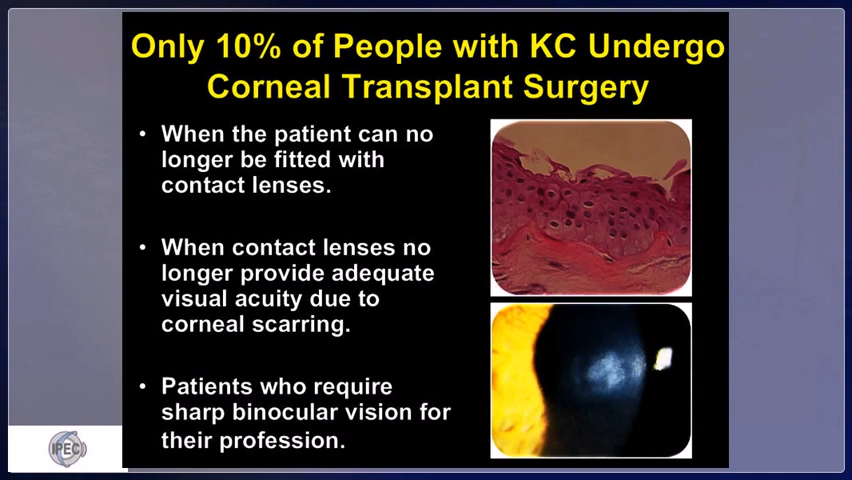 Only 10% of People with KC Undergo
Corneal Transplant Surgery
• When the patient can no
longer be fitted with
contact lenses.
• When contact lenses no
longer provide adequate
visual acuity due to
corneal scarring.
• Patients who require
sharp binocular vision for
their profession.
IPEC